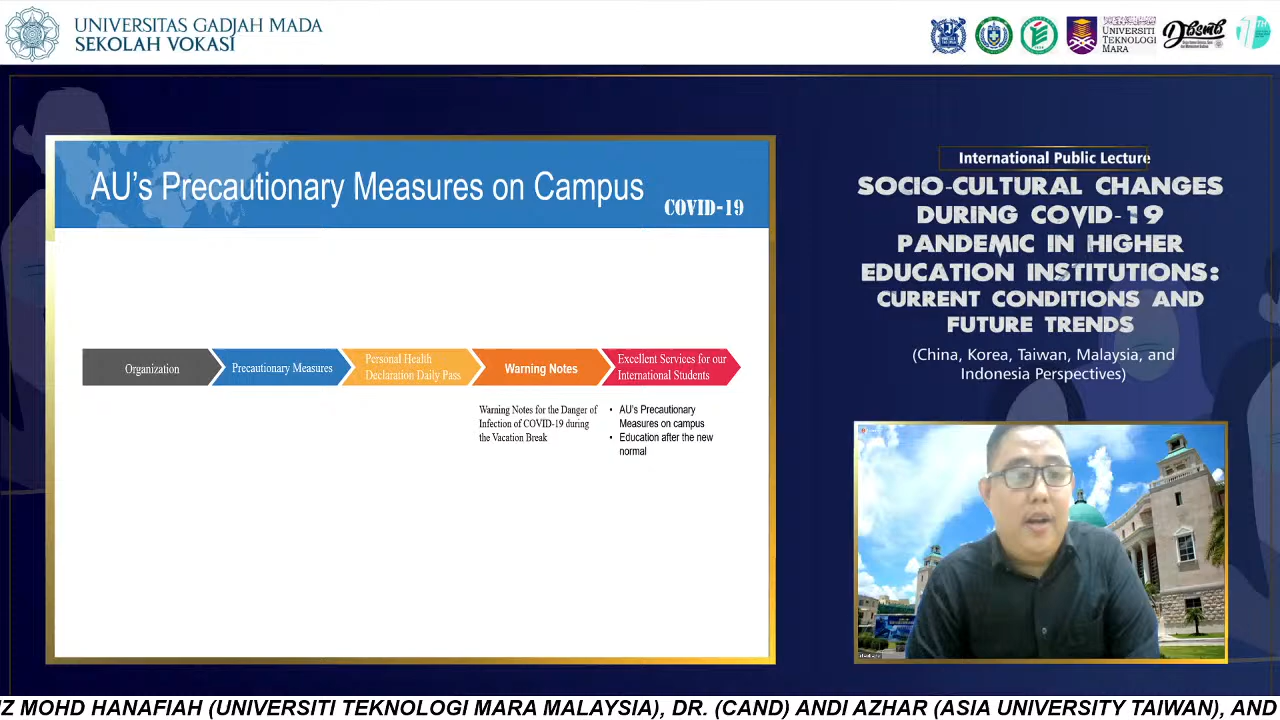 UNIVERSITAS GADJAH MADA
SEKOLAH VOKASI
UNIVERSITI
TEKNOLOGI
MARA
AU's Precautionary Measures on Campus
COVID-19
Organization
Precautionary Measures
Personal Health
Declaration Daily Pass
Warning Notes
Excellent Services for our
International Students
Warning Notes for the Danger of
Infection of COVID-19 during
the Vacation Break
• AU's Precautionary
Measures on campus
• Education after the new
normal
International Public Lecture
SOCIO-CULTURAL CHANGES
DURING COVID-19
PANDEMIC IN HIGHER
EDUCATION INSTITUTIONS:
CURRENT CONDITIONS AND
FUTURE TRENDS
(China, Korea, Taiwan, Malaysia, and
Indonesia Perspectives)
IZ MOHD HANAFIAH (UNIVERSITI TEKNOLOGI MARA MALAYSIA), DR. (CAND) ANDI AZHAR (ASIA UNIVERSITY TAIWAN), AND